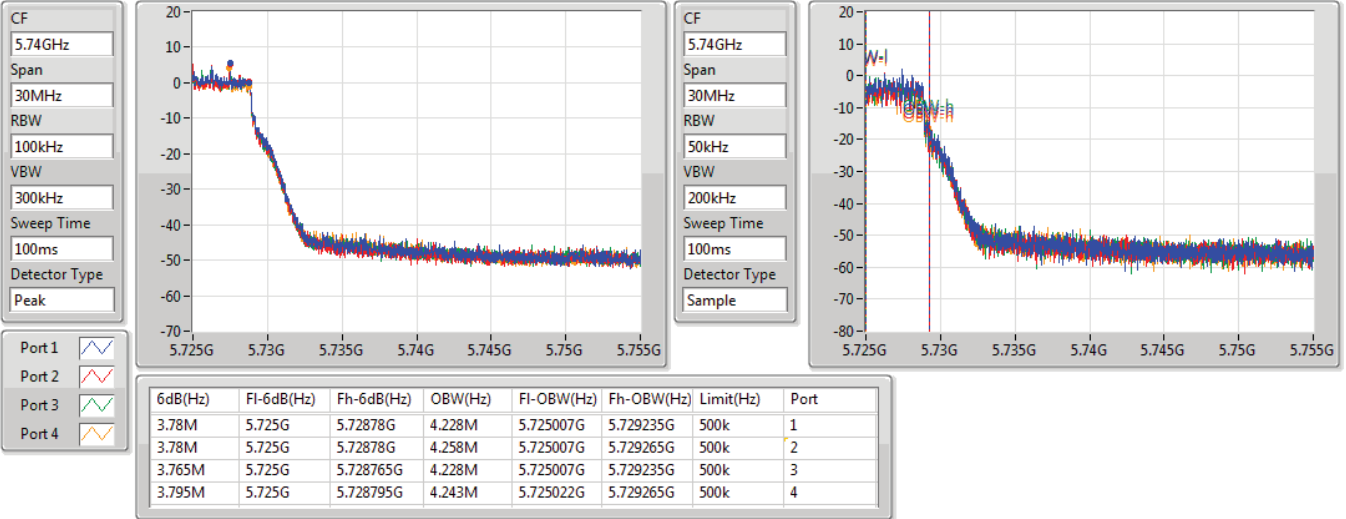 CF
5.74GHz
Span
30MHz
RBW
100kHz
VBW
300kHz
Sweep Time
100ms
Detector Type
Peak
20
10
0
-10
-20
-30
-40
-50
-60
-70
5.725G 5.73G 5.735G 5.74G 5.745G 5.75G 5.755G
CF
5.74GHz
Span
30MHz
RBW
50kHz
VBW
200kHz
Sweep Time
100ms
Detector Type
Sample
20
10
0
-10
-20
-30
-40
-50
-60
-70
-80
W-l
OBW-h
5.725G 5.73G 5.735G 5.74G 5.745G 5.75G 5.755G
Port 1
Port 2
Port 3
Port 4
6dB(Hz) Fl-6dB(Hz) Fh-6dB(Hz) OBW(Hz) Fl-OBW(Hz) Fh-OBW(Hz) Limit(Hz) Port
3.78M 5.725G 5.72878G 4.228M 5.725007G 5.729235G 500k 1
3.78M 5.725G 5.72878G 4.258M 5.725007G 5.729265G 500k 2
3.765M 5.725G 5.728765G 4.228M 5.725007G 5.729235G 500k 3
3.795M 5.725G 5.728795G 4.243M 5.725022G 5.729265G 500k 4